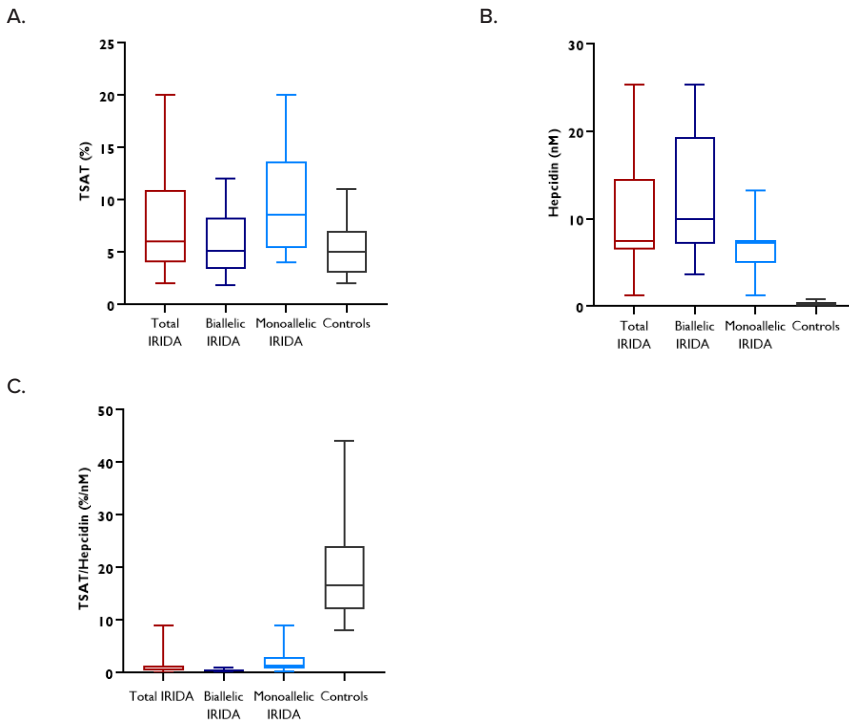 A.
B.
25
20
15
10
5
0
TSAT (%)
Total
IRIDA
Biallelic
IRIDA
Monoallelic
IRIDA
Controls
30
20
10
0
Hepcidin (nM)
Total
IRIDA
Biallelic
IRIDA
Monoallelic
IRIDA
Controls
C.
50
40
30
20
10
0
TSAT/Hepcidin (%/nM)
Total IRIDA
Biallelic
IRIDA
Monoallelic
IRIDA
Controls